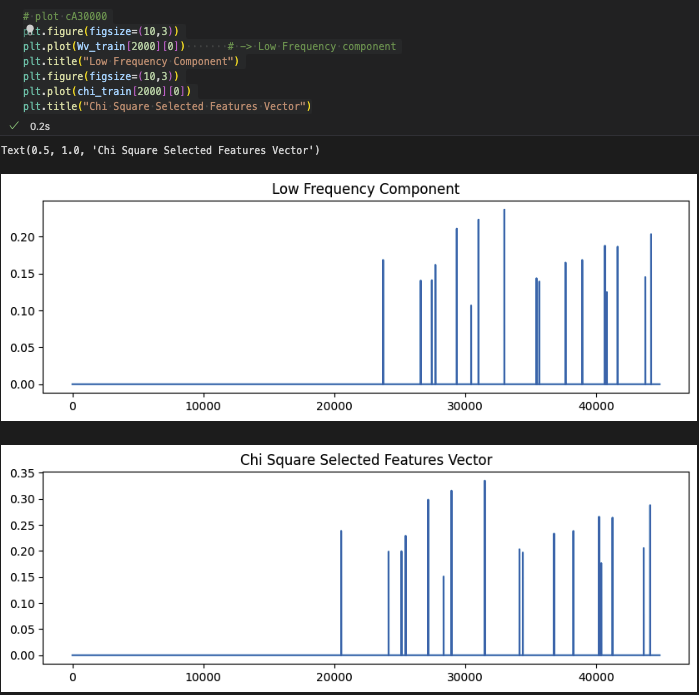 # plot cA30000
plt.figure(figsize=(10,3))
plt.plot(Wv_train[2000][0])······# -> Low Frequency component
plt.title("Low Frequency Component")
plt.figure(figsize=(10,3))
plt.plot(chi_train[2000][0])
plt.title("Chi Square Selected Features Vector")
0.2s
Text(0.5, 1.0, 'Chi Square Selected Features Vector')
Low Frequency Component
0.20
0.15
0.10
0.05
0.00
0 10000 20000 30000 40000
Chi Square Selected Features Vector
0.35
0.30
0.25
0.20
0.15
0.10
0.05
0.00
0 10000 20000 30000 40000